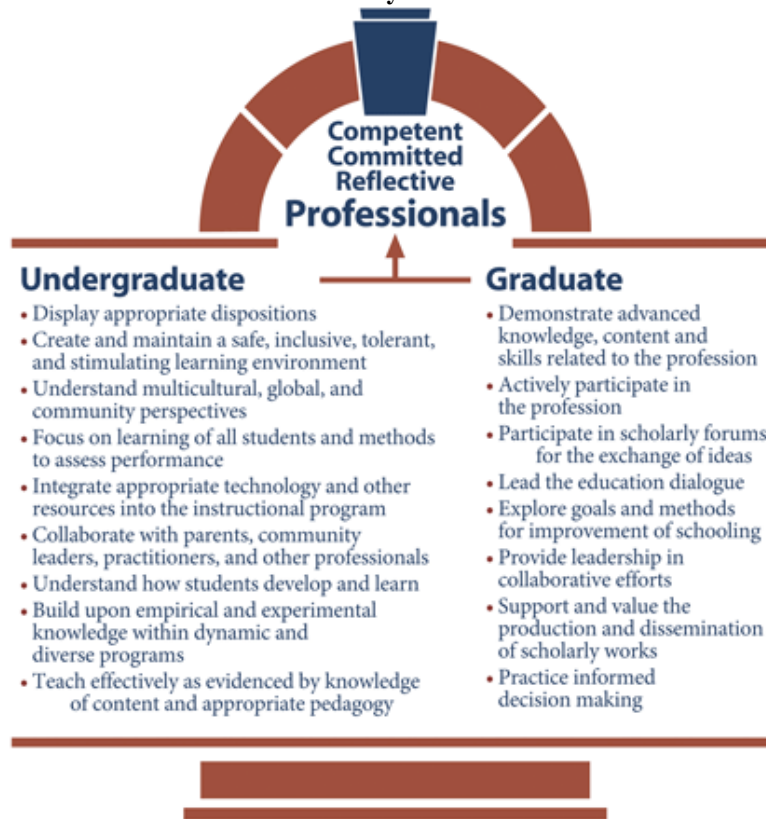 Competent
Committed
Reflective
Professionals
Undergraduate
• Display appropriate dispositions
• Create and maintain a safe, inclusive, tolerant,
and stimulating learning environment
• Understand multicultural, global, and
community perspectives
• Focus on learning of all students and methods
to assess performance
• Integrate appropriate technology and other
resources into the instructional program
• Collaborate with parents, community
leaders, practitioners, and other professionals
• Understand how students develop and learn
• Build upon empirical and experimental
knowledge within dynamic and
diverse programs
• Teach effectively as evidenced by knowledge
of content and appropriate pedagogy
Graduate
• Demonstrate advanced
knowledge, content and
skills related to the profession
• Actively participate in
the profession
• Participate in scholarly forums
for the exchange of ideas
• Lead the education dialogue
• Explore goals and methods
for improvement of schooling
• Provide leadership in
collaborative efforts
• Support and value the
production and dissemination
of scholarly works
• Practice informed
decision making